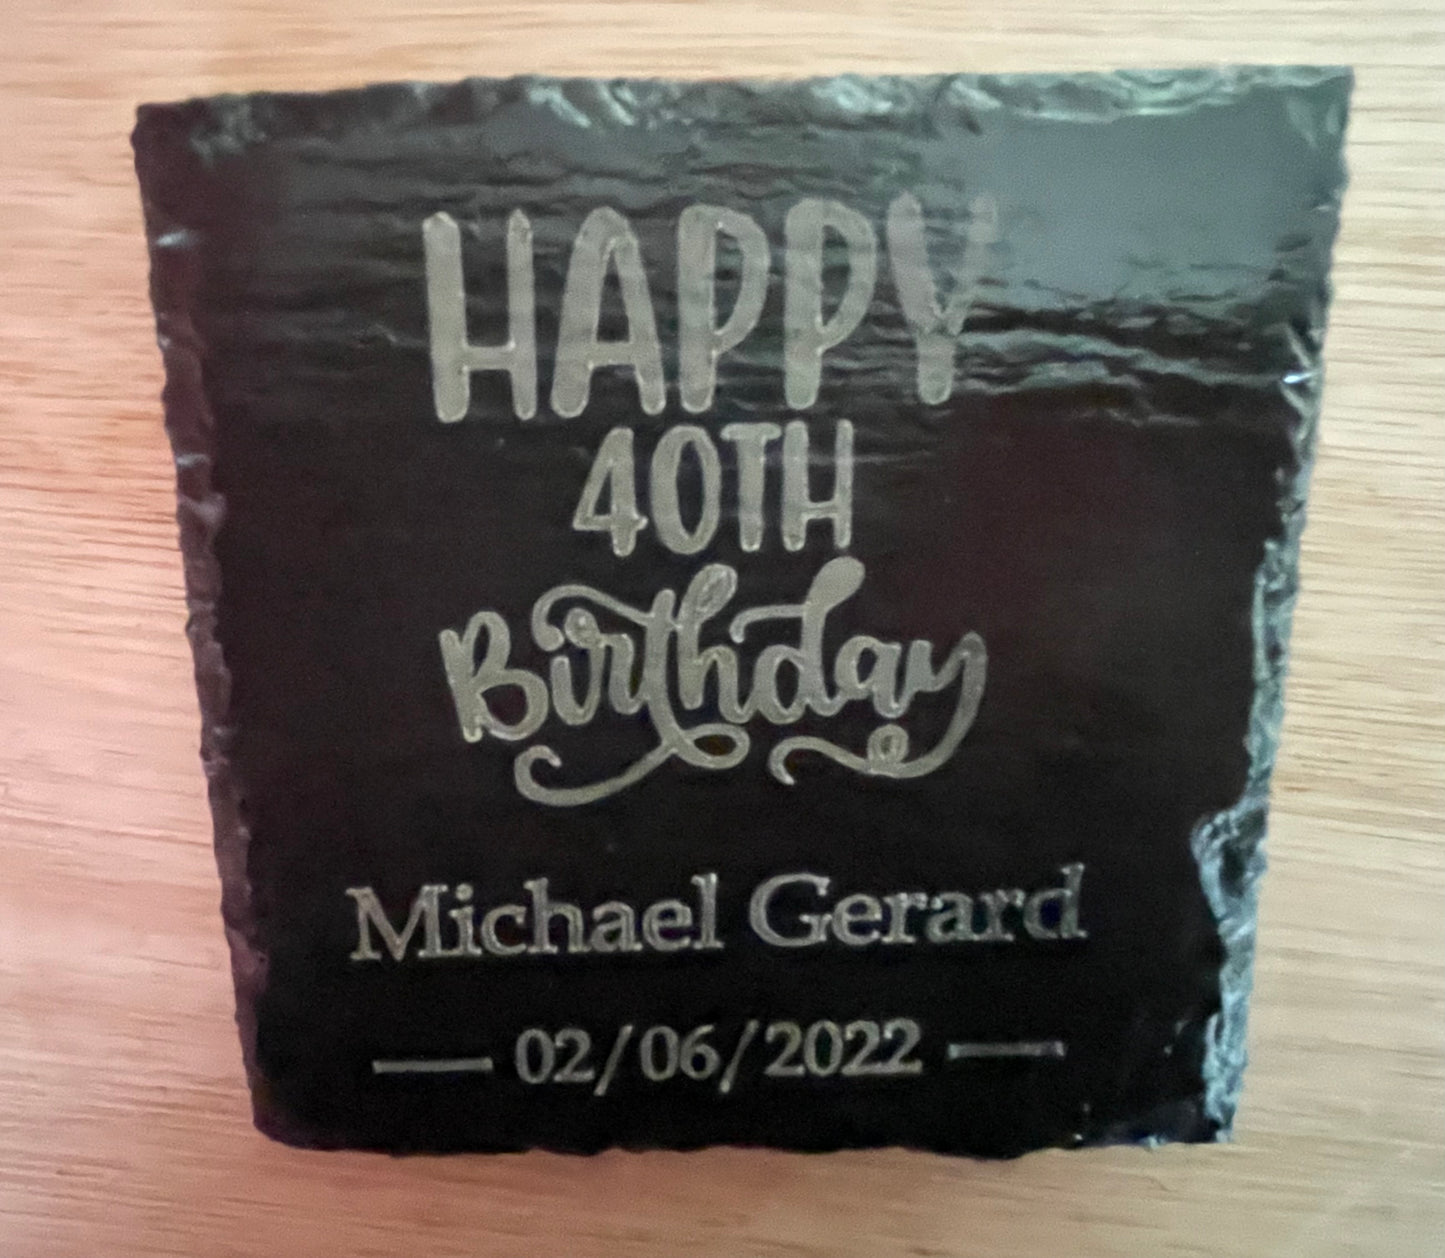 HAPPY
40TH
Birthday
Michael Gerard
— 02/06/2022 —